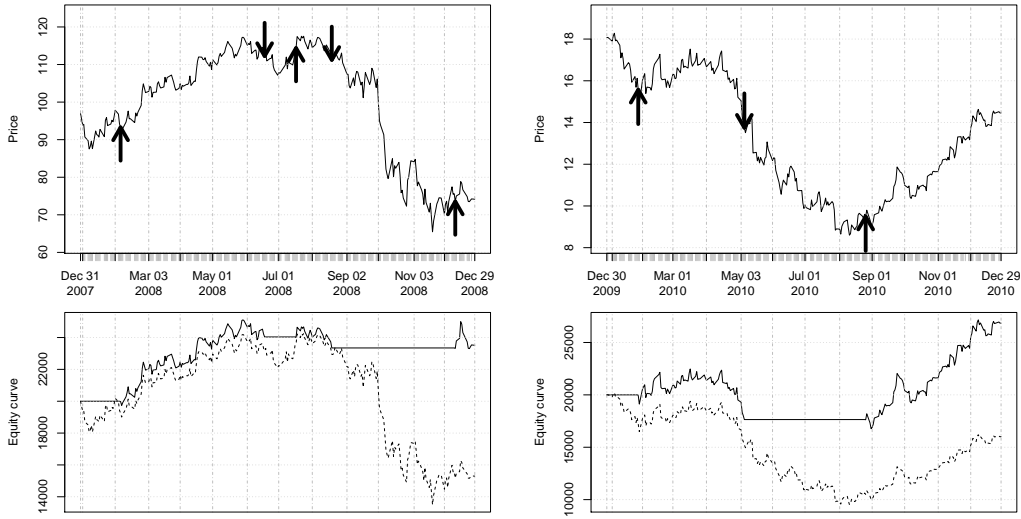 Price
60 70 80 90 100 110 120
Dec 31 Mar 03 May 01 Jul 01 Sep 02 Nov 03 Dec 29
2007 2008 2008 2008 2008 2008 2008
Price
8 10 12 14 16 18
Dec 30 Mar 01 May 03 Jul 01 Sep 01 Nov 01 Dec 29
2009 2010 2010 2010 2010 2010 2010
Equity curve
14000 18000 22000
Equity curve
10000 15000 20000 25000